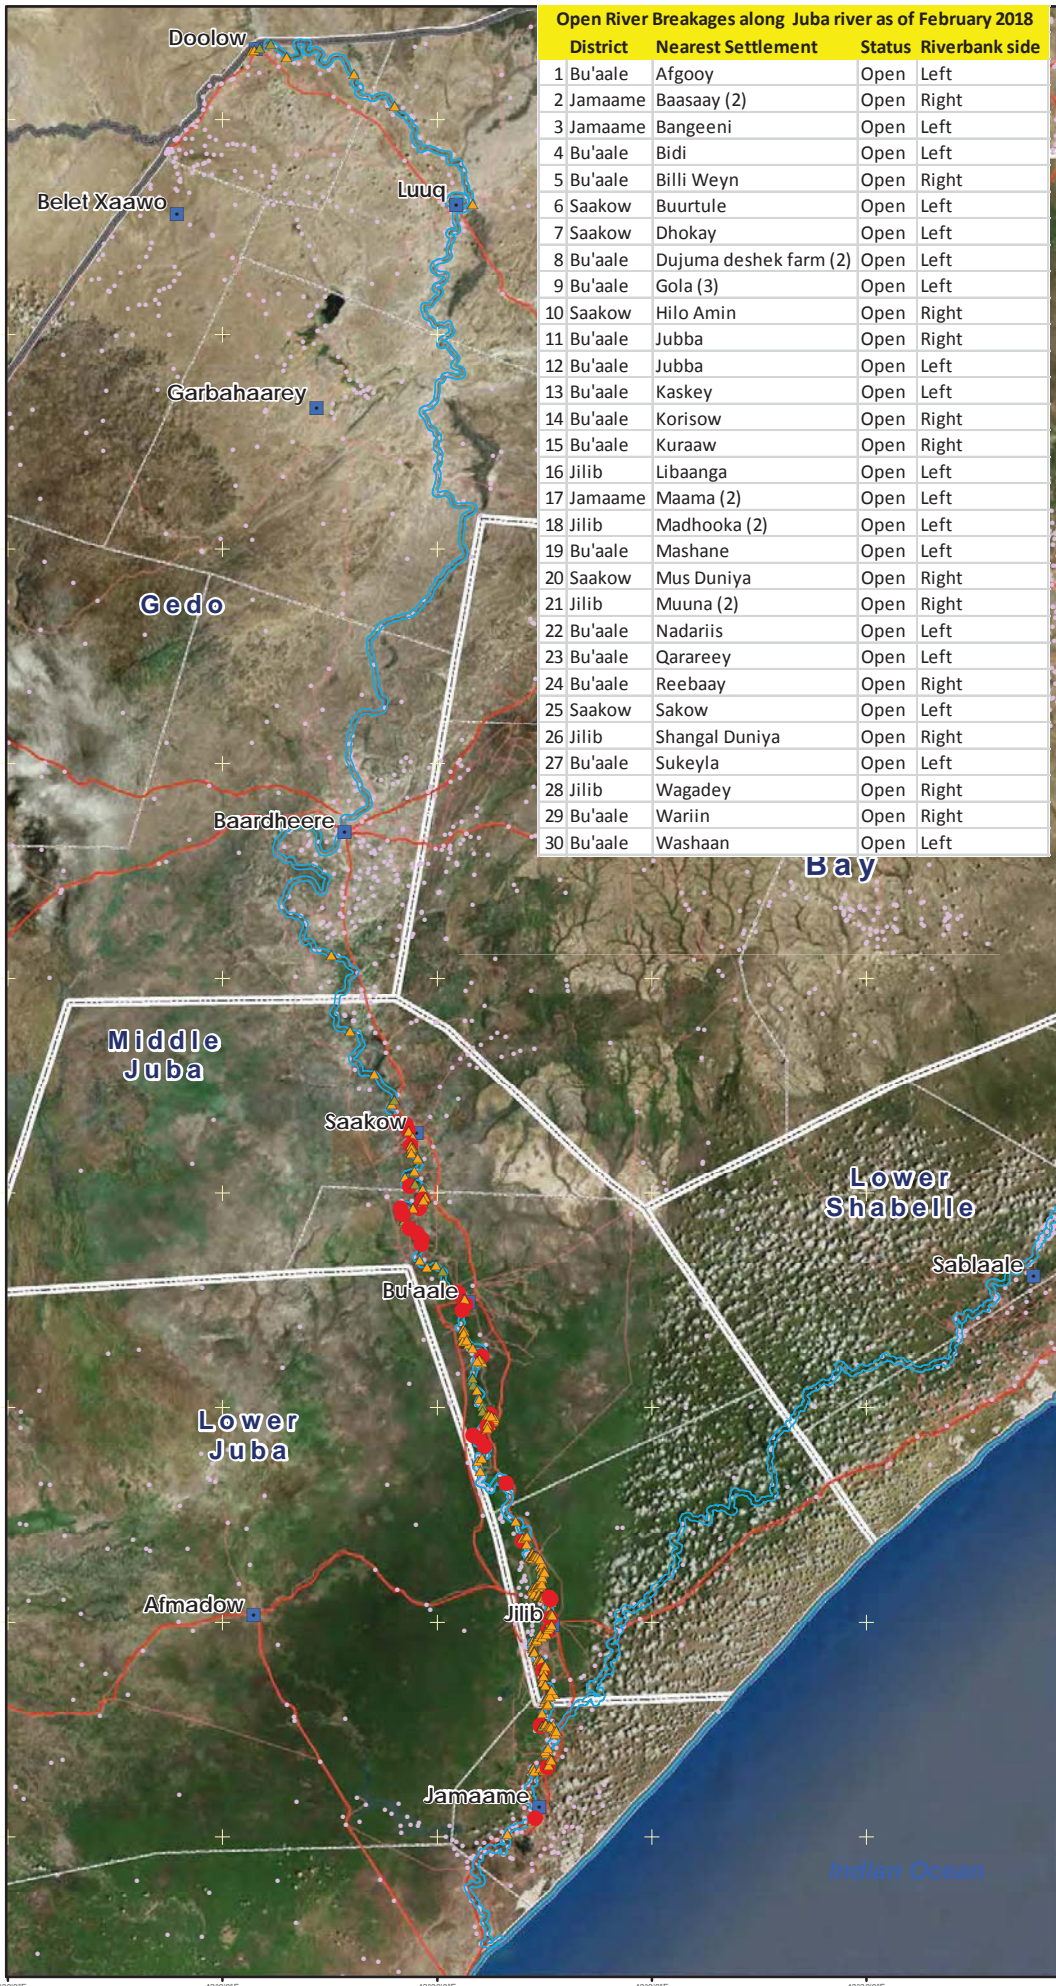 Open River Breakages along Juba river as of February 2018
District Nearest Settlement Status Riverbank side
1 Bu'aale Afgooy Open Left
2 Jamaame Baasaay (2) Open Right
3 Jamaame Bangeeni Open Left
4 Bu'aale Bidi Open Left
5 Bu'aale Billi Weyn Open Right
6 Saakow Buurtule Open Left
7 Saakow Dhokay Open Left
8 Bu'aale Dujuma deshek farm (2) Open Left
9 Bu'aale Gola (3) Open Left
10 Saakow Hilo Amin Open Right
11 Bu'aale Jubba Open Right
12 Bu'aale Jubba Open Left
13 Bu'aale Kaskey Open Left
14 Bu'aale Korisow Open Right
15 Bu'aale Kuraaw Open Right
16 Jilib Libaanga Open Left
17 Jamaame Maama (2) Open Left
18 Jilib Madhooka (2) Open Left
19 Bu'aale Mashane Open Left
20 Saakow Mus Duniya Open Right
21 Jilib Muuna (2) Open Right
22 Bu'aale Nadariis Open Left
23 Bu'aale Qarareey Open Left
24 Bu'aale Reebaay Open Right
25 Saakow Sakow Open Left
26 Jilib Shangal Duniya Open Right
27 Bu'aale Sukeyla Open Left
28 Jilib Wagadey Open Right
29 Bu'aale Wariin Open Right
30 Bu'aale Washaan Open Left
Doolow
Luuq
Belet Xaawo
Garbahaarey
Gedo
Baardheere
Bay
Middle
Juba
Saakow
Lower
Shabelle
Sablaale
Bu'aale
Lower
Juba
Afmadow
Jilib
Jamaame
Indian Ocean